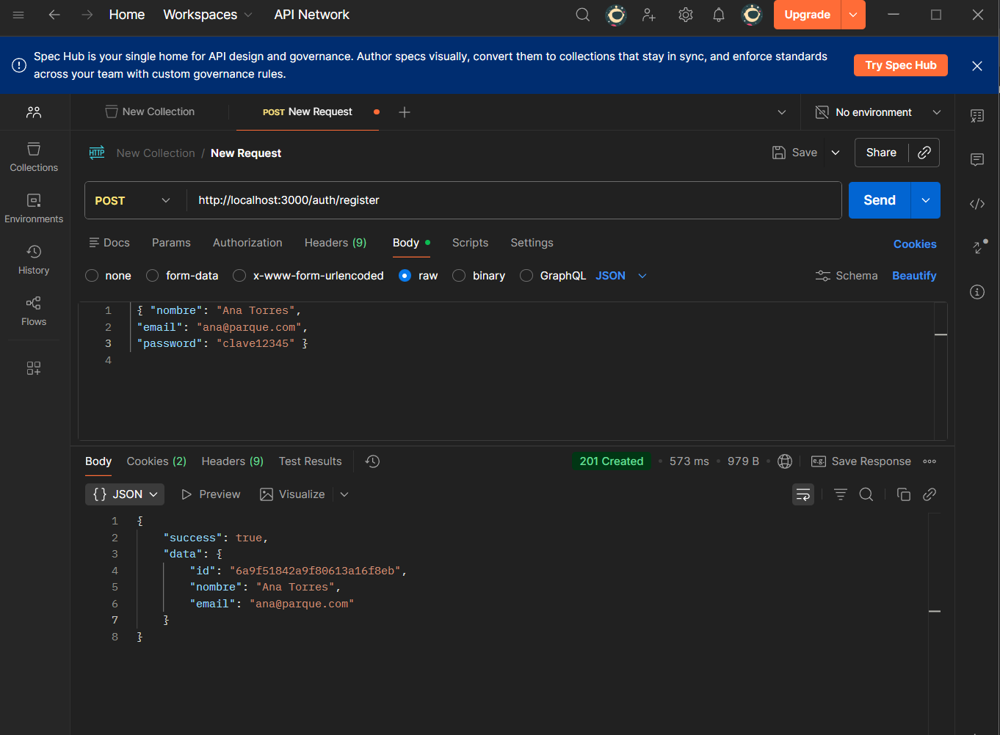 Home Workspaces API Network Upgrade
Spec Hub is your single home for API design and governance. Author specs visually, convert them to collections that stay in sync, and enforce standards
across your team with custom governance rules.
Try Spec Hub
New Collection POST New Request No environment
Collections
Environments
History
Flows
HTTP New Collection / New Request Save Share
POST http://localhost:3000/auth/register Send
Docs Params Authorization Headers (9) Body Scripts Settings Cookies
none form-data x-www-form-urlencoded raw binary GraphQL JSON Schema Beautify
1 { "nombre": "Ana Torres",
2 "email": "ana@parque.com",
3 "password": "clave12345" }
4
Body Cookies (2) Headers (9) Test Results 201 Created • 573 ms • 979 B • e.g. Save Response
{} JSON Preview Visualize
1 {
2 "success": true,
3 "data": {
4 "id": "6a9f51842a9f80613a16f8eb",
5 "nombre": "Ana Torres",
6 "email": "ana@parque.com"
7 }
8 }